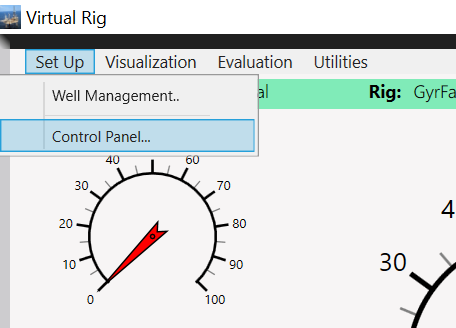 Virtual Rig
Set Up Visualization Evaluation Utilities
Well Management..
al Rig: GyrFa
Control Panel...
40 60
30 70
20 80
10 90
0 100
4
30